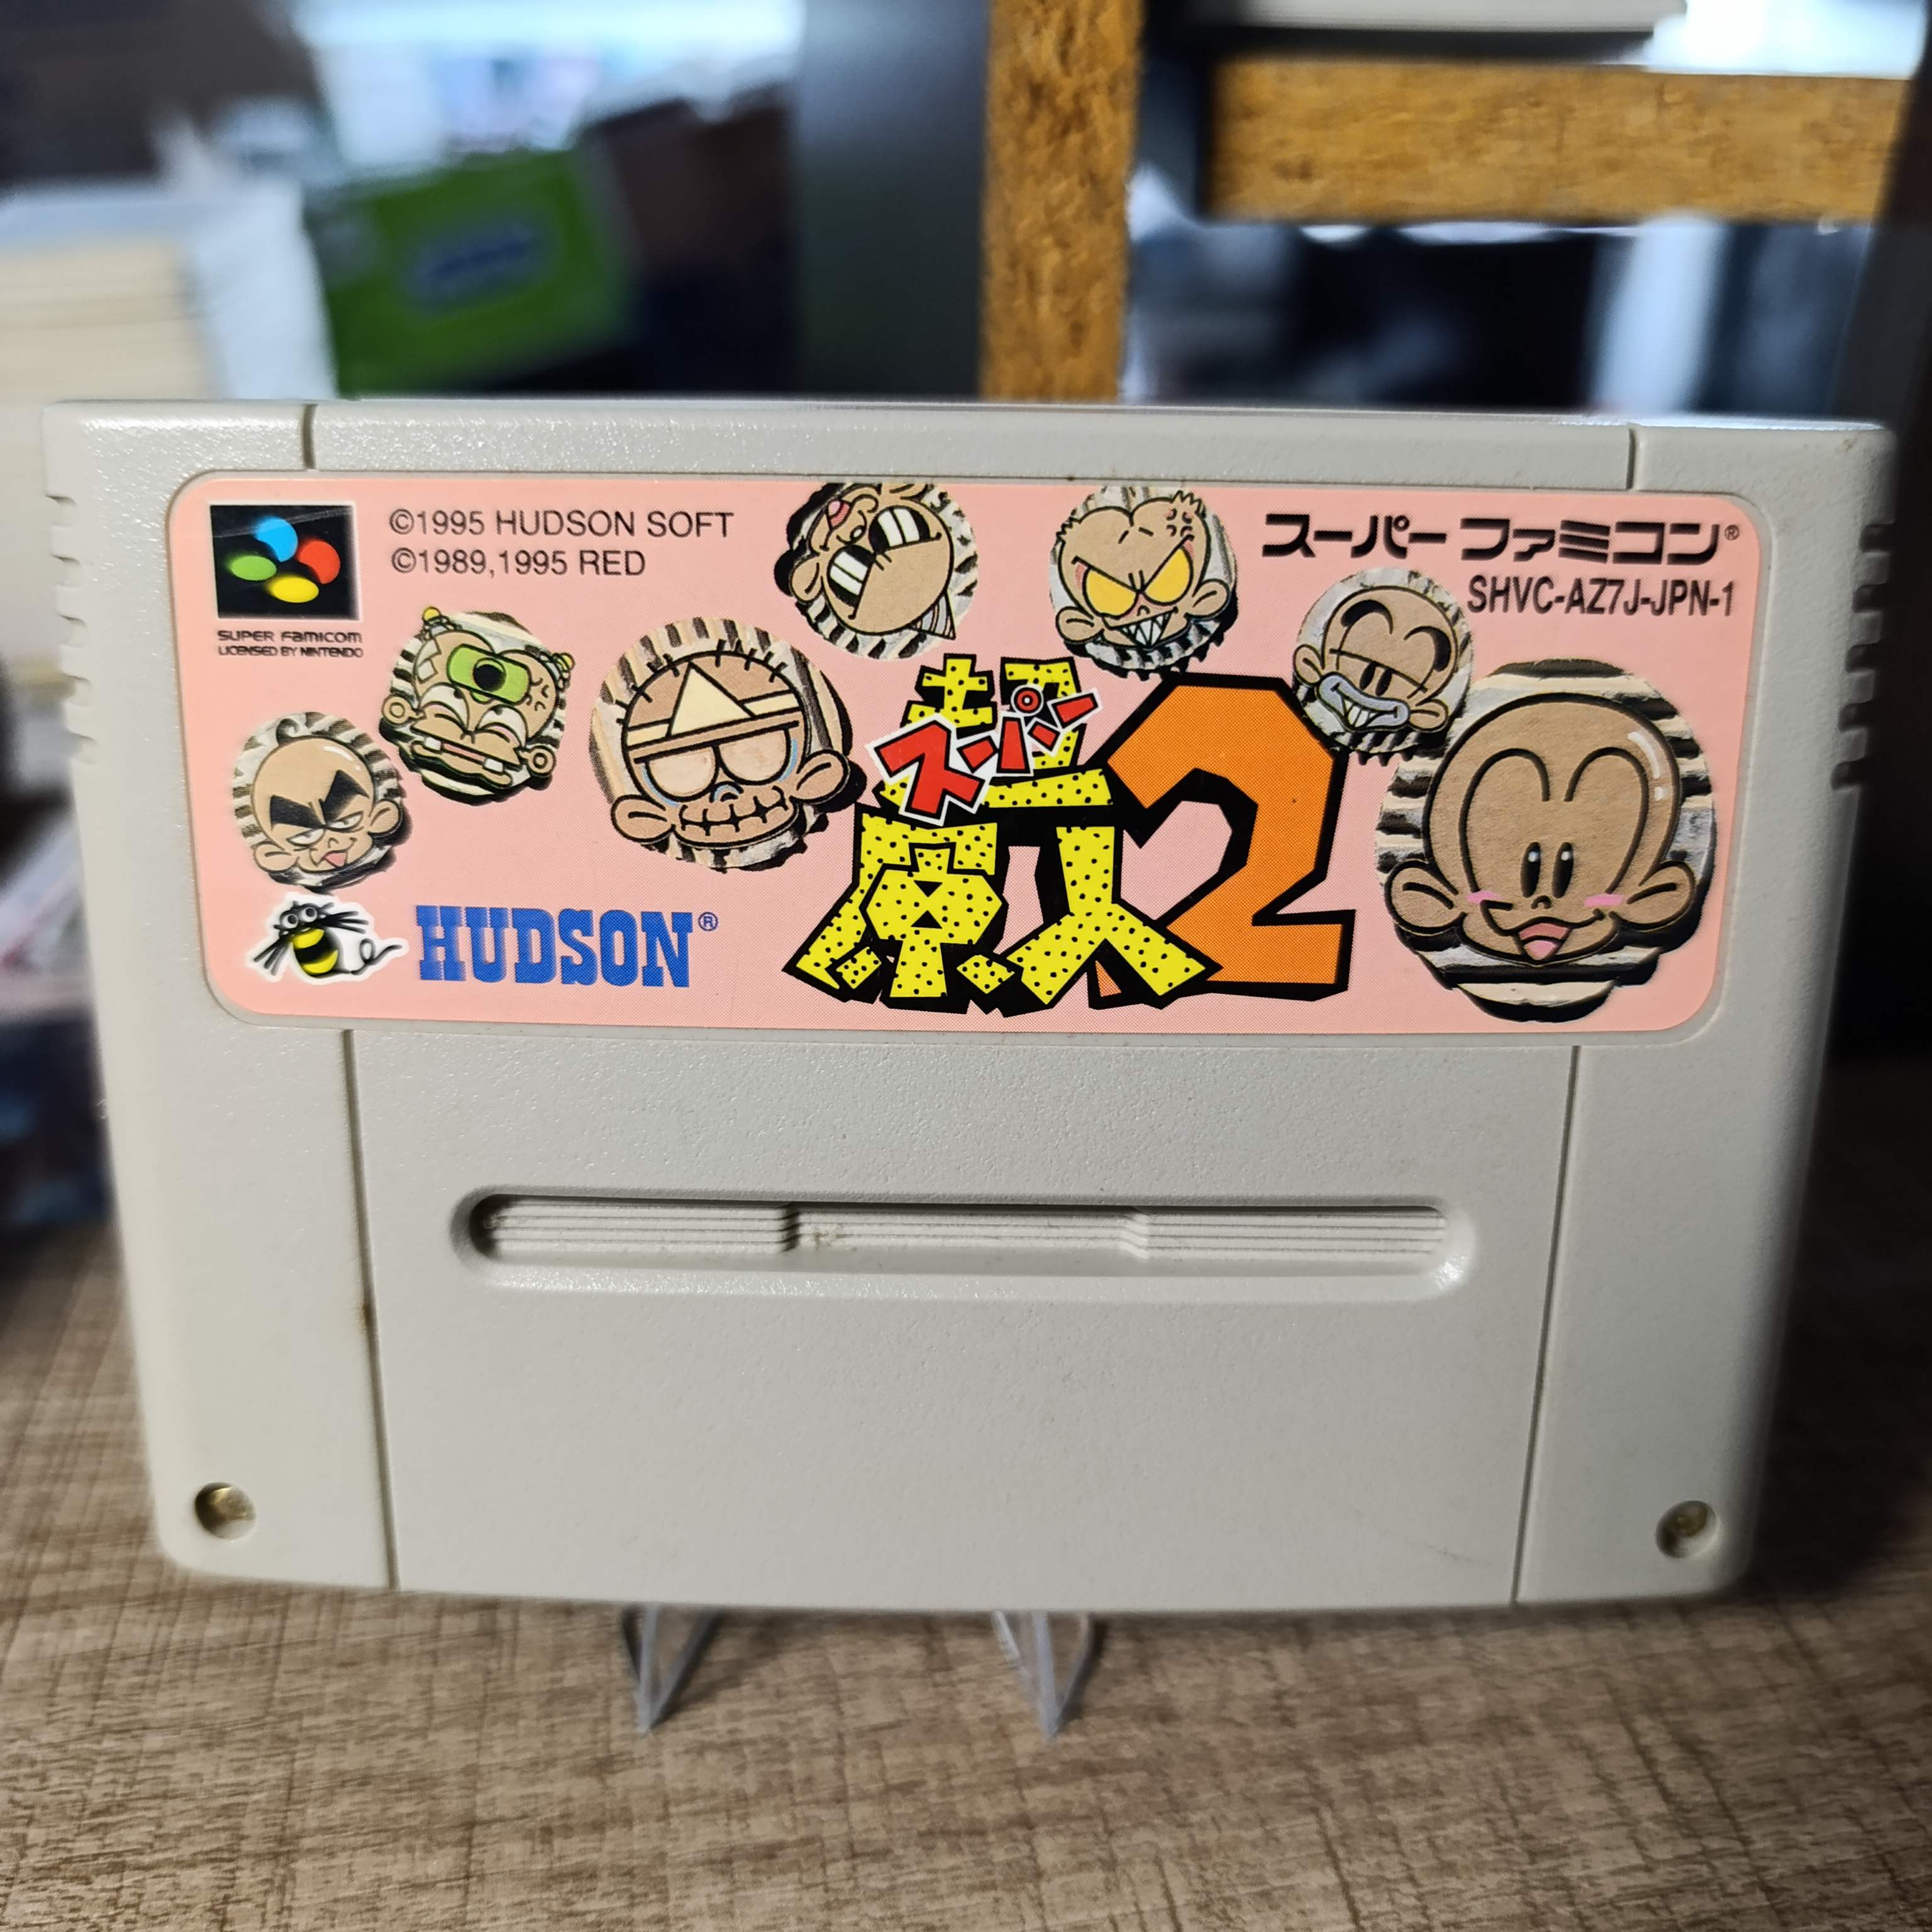 ©1995 HUDSON SOFT
©1989,1995 RED
SUPER FAMICOM
LICENSED BY NINTENDO
スーパー ファミコン®
SHVC-AZ7J-JPN-1
超
スーパー
原人2
HUDSON®